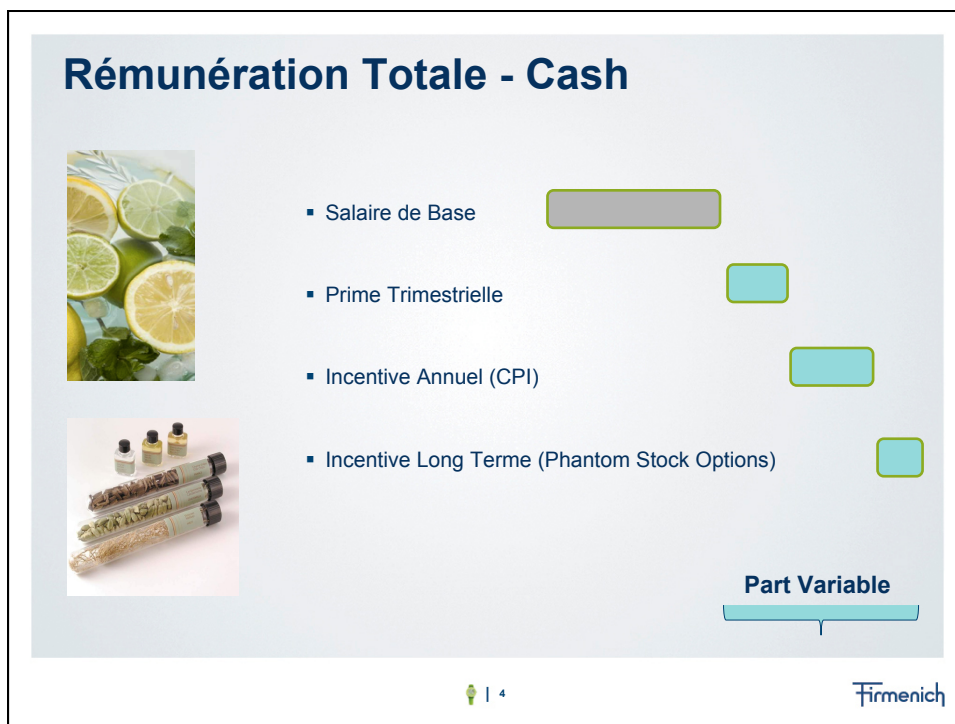 Rémunération Totale - Cash
▪ Salaire de Base
▪ Prime Trimestrielle
▪ Incentive Annuel (CPI)
▪ Incentive Long Terme (Phantom Stock Options)
Part Variable
| 4
Firmenich